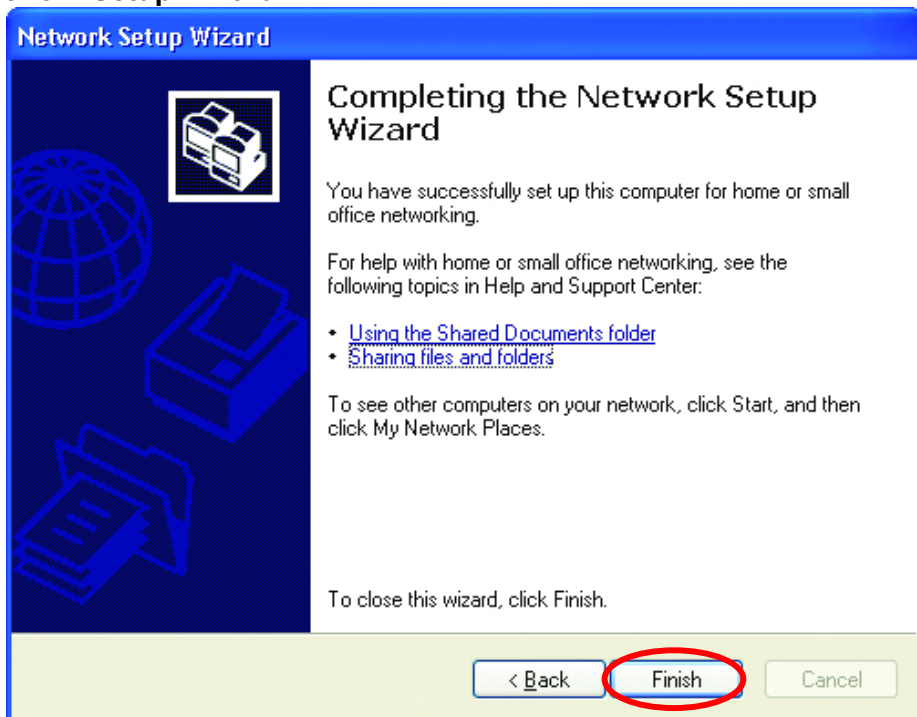 Network Setup Wizard
Completing the Network Setup
Wizard
You have successfully set up this computer for home or small
office networking.
For help with home or small office networking, see the
following topics in Help and Support Center:
• Using the Shared Documents folder
• Sharing files and folders
To see other computers on your network, click Start, and then
click My Network Places.
To close this wizard, click Finish.
< Back Finish Cancel